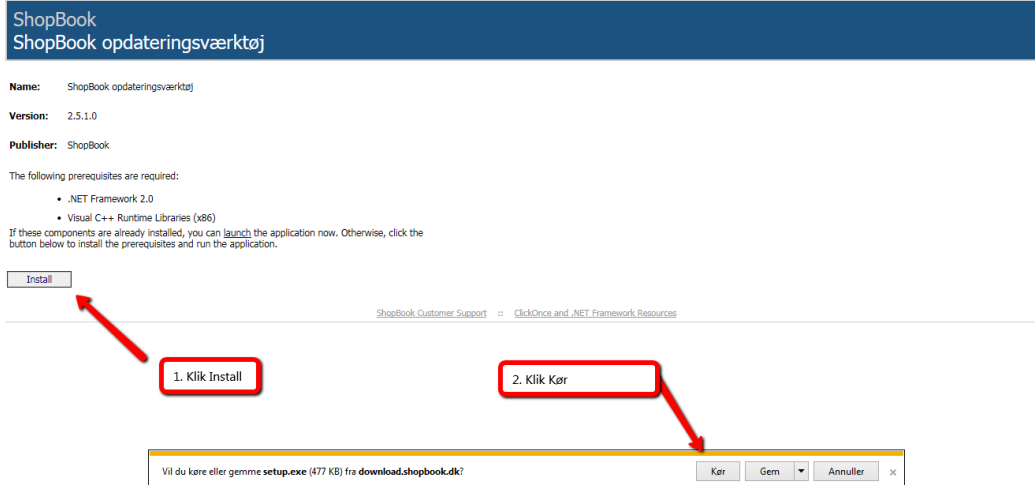 ShopBook
ShopBook opdateringsværktøj
Name: ShopBook opdateringsværktøj
Version: 2.5.1.0
Publisher: ShopBook
The following prerequisites are required:
• .NET Framework 2.0
• Visual C++ Runtime Libraries (x86)
If these components are already installed, you can launch the application now. Otherwise, click the
button below to install the prerequisites and run the application.
Install
ShopBook Customer Support :: ClickOnce and .NET Framework Resources
1. Klik Install
2. Klik Kør
Vil du køre eller gemme setup.exe (477 KB) fra download.shopbook.dk? Kør Gem Annuller ×